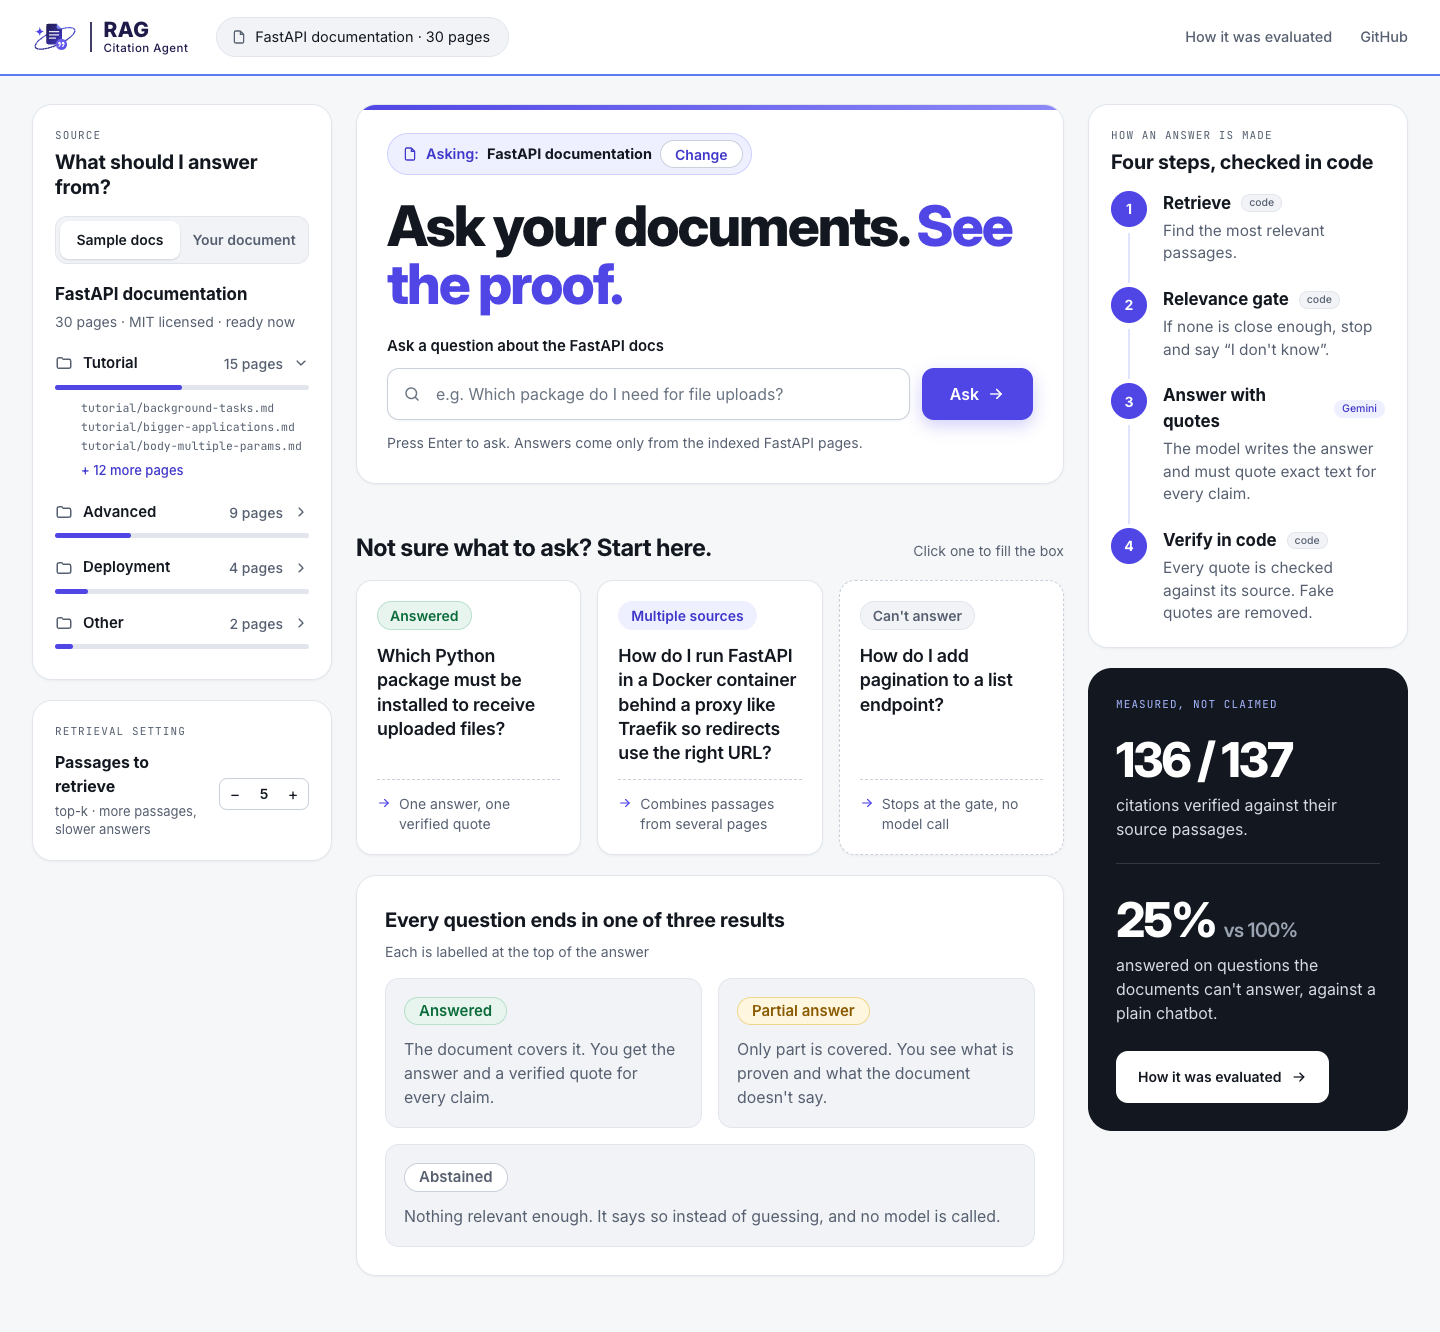 RAG
Citation Agent
FastAPI documentation · 30 pages
How it was evaluated
GitHub
SOURCE
What should I answer
from?
Sample docs
Your document
FastAPI documentation
30 pages · MIT licensed · ready now
Tutorial 15 pages
tutorial/background-tasks.md
tutorial/bigger-applications.md
tutorial/body-multiple-params.md
+ 12 more pages
Advanced 9 pages
Deployment 4 pages
Other 2 pages
RETRIEVAL SETTING
Passages to
retrieve
top-k · more passages,
slower answers
− 5 +
Asking: FastAPI documentation Change
Ask your documents. See
the proof.
Ask a question about the FastAPI docs
e.g. Which package do I need for file uploads?
Ask →
Press Enter to ask. Answers come only from the indexed FastAPI pages.
Not sure what to ask? Start here.
Click one to fill the box
Answered
Which Python
package must be
installed to receive
uploaded files?
→ One answer, one
verified quote
Multiple sources
How do I run FastAPI
in a Docker container
behind a proxy like
Traefik so redirects
use the right URL?
→ Combines passages
from several pages
Can't answer
How do I add
pagination to a list
endpoint?
→ Stops at the gate, no
model call
Every question ends in one of three results
Each is labelled at the top of the answer
Answered
The document covers it. You get the
answer and a verified quote for
every claim.
Partial answer
Only part is covered. You see what is
proven and what the document
doesn't say.
Abstained
Nothing relevant enough. It says so instead of guessing, and no model is called.
HOW AN ANSWER IS MADE
Four steps, checked in code
1 Retrieve code
Find the most relevant
passages.
2 Relevance gate code
If none is close enough, stop
and say “I don't know”.
3 Answer with
quotes Gemini
The model writes the answer
and must quote exact text for
every claim.
4 Verify in code code
Every quote is checked
against its source. Fake
quotes are removed.
MEASURED, NOT CLAIMED
136 / 137
citations verified against their
source passages.
25% vs 100%
answered on questions the
documents can't answer, against a
plain chatbot.
How it was evaluated →